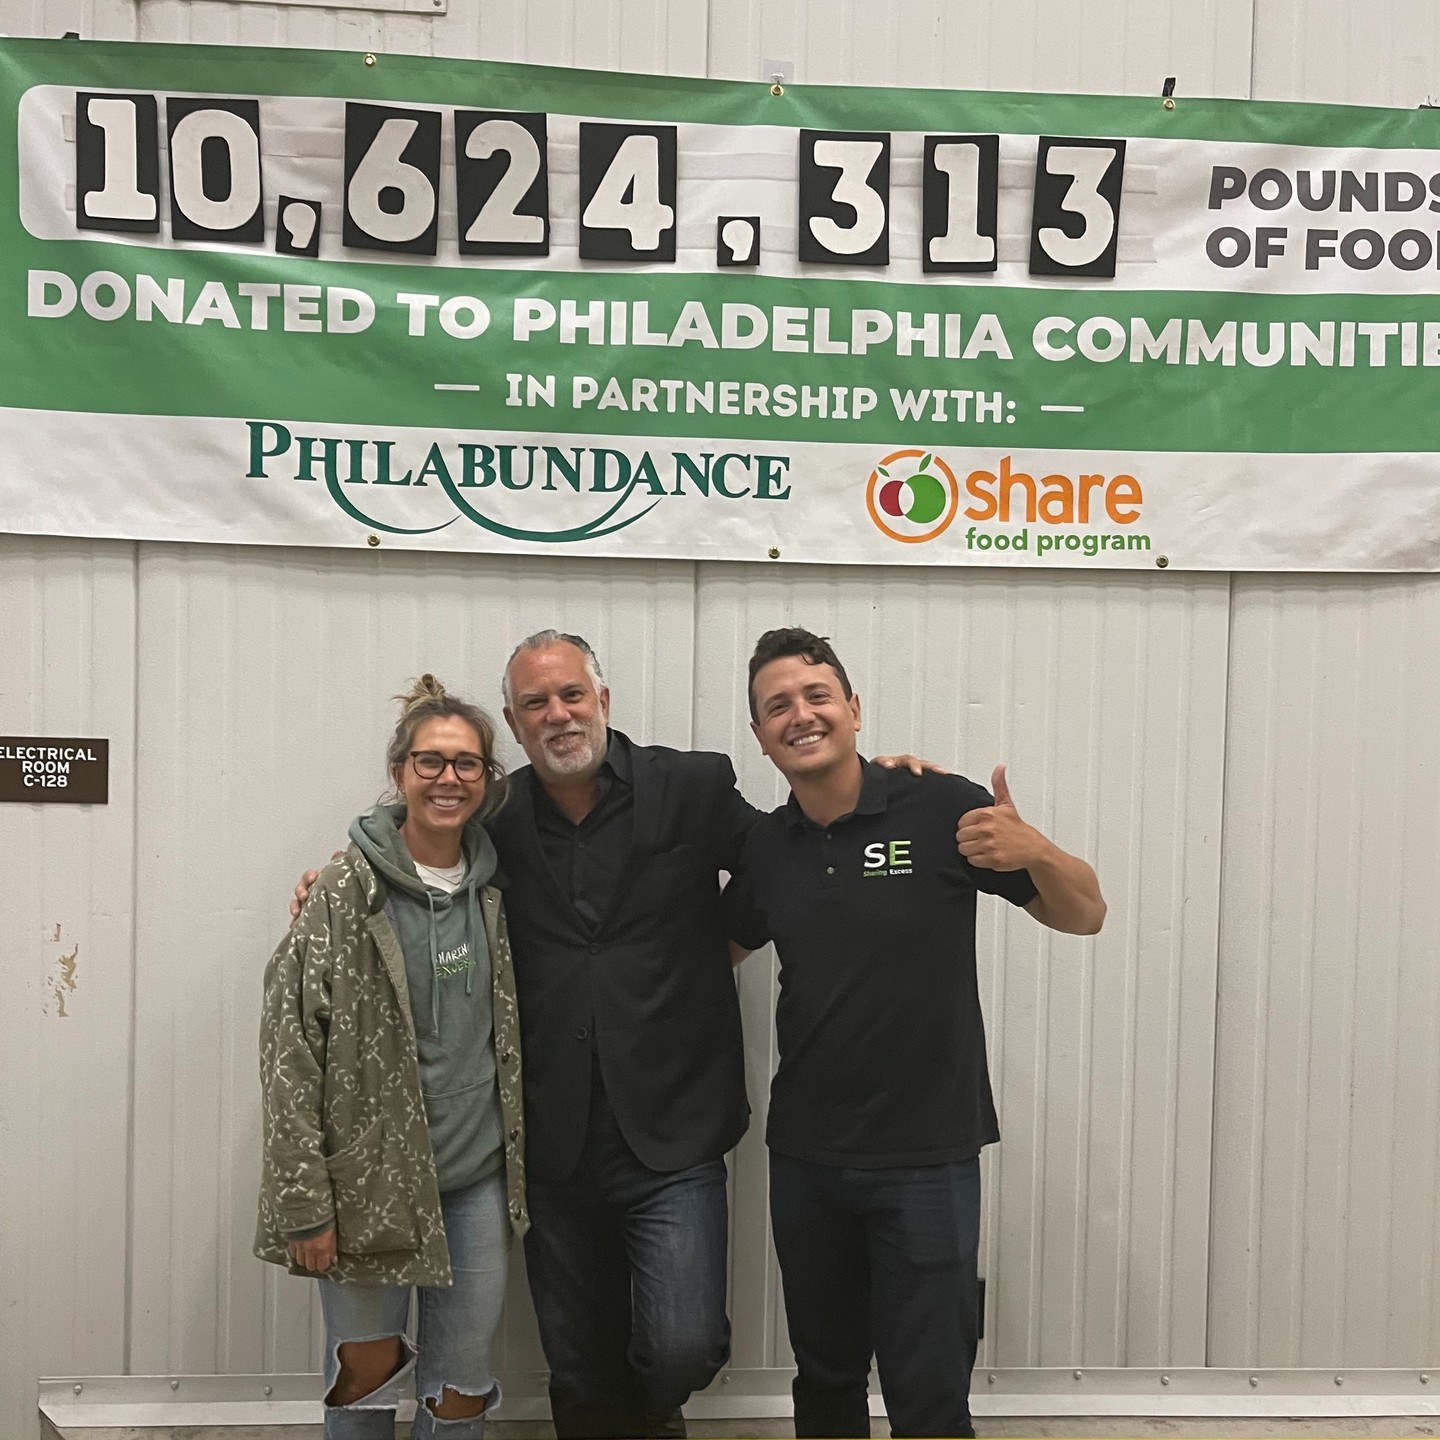 10,624,313
POUNDS
OF FOO
DONATED TO PHILADELPHIA COMMUNITIE
— IN PARTNERSHIP WITH: —
PHILABUNDANCE
share
food program
ELECTRICAL
ROOM
C-128
SE
Sharing Excess